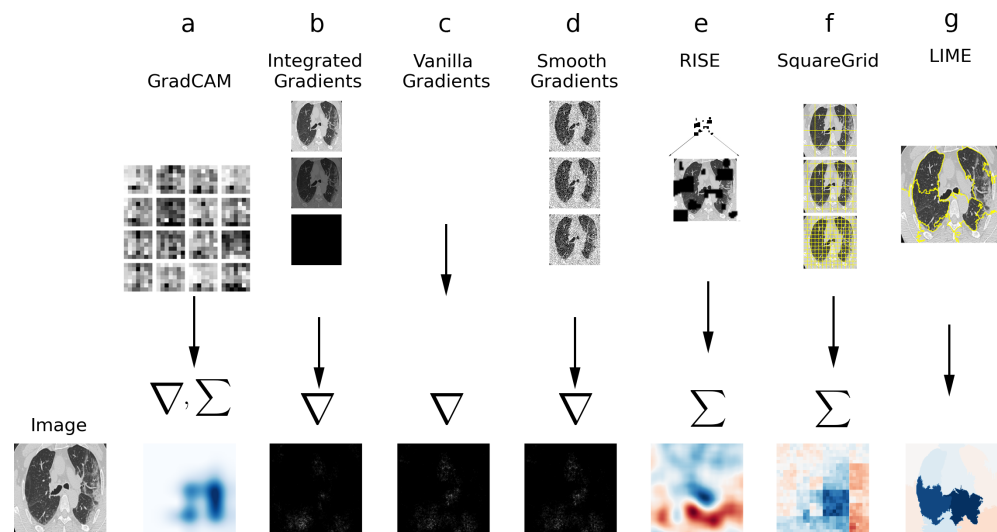 a b c d e f g
GradCAM
Integrated
Gradients
Vanilla
Gradients
Smooth
Gradients
RISE
SquareGrid
LIME
∇,∑ ∇ ∇ ∇ ∑ ∑
Image